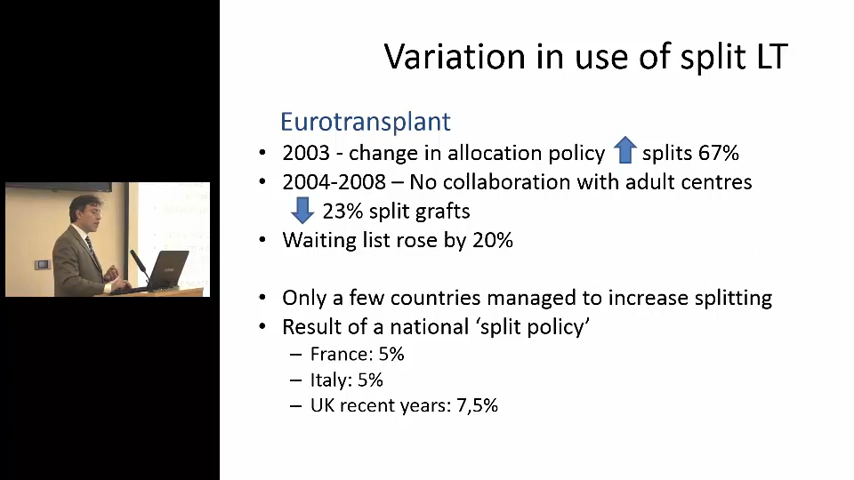 Variation in use of split LT
Eurotransplant
• 2003 - change in allocation policy splits 67%
• 2004-2008 – No collaboration with adult centres
23% split grafts
• Waiting list rose by 20%
• Only a few countries managed to increase splitting
• Result of a national ‘split policy’
– France: 5%
– Italy: 5%
– UK recent years: 7,5%